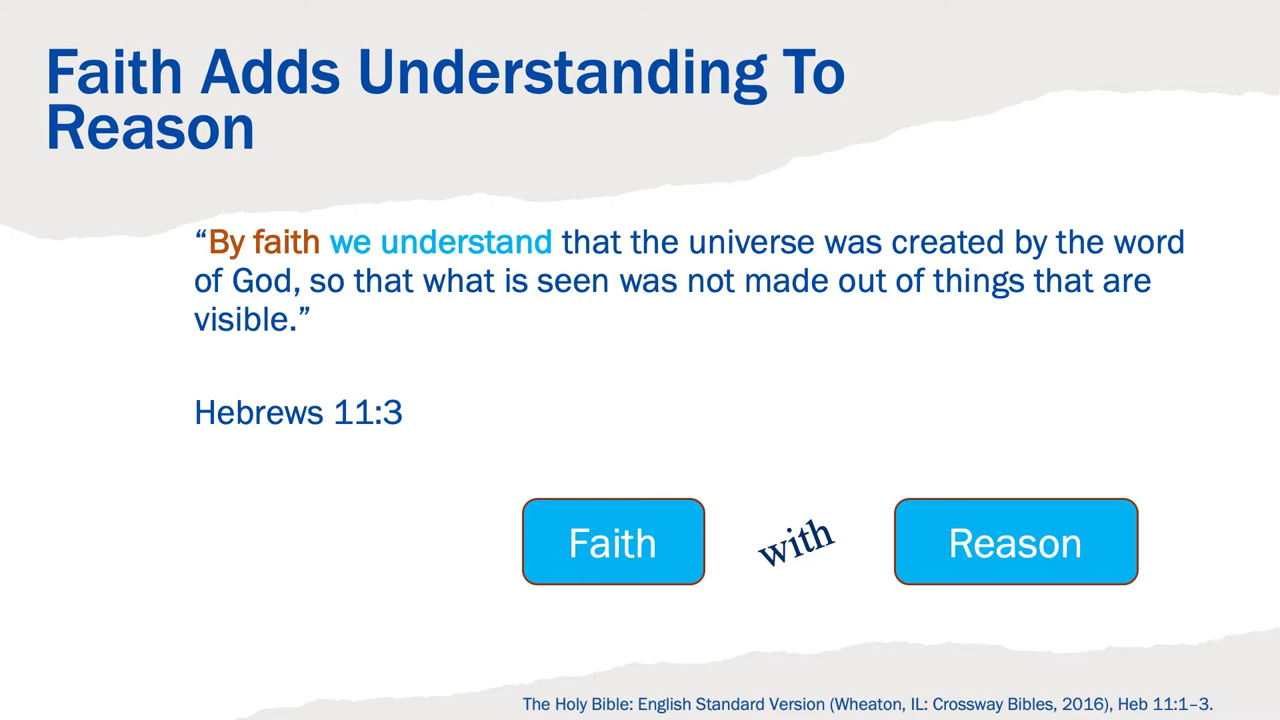 Faith Adds Understanding To
Reason
“By faith we understand that the universe was created by the word
of God, so that what is seen was not made out of things that are
visible.”
Hebrews 11:3
Faith with Reason
The Holy Bible: English Standard Version (Wheaton, IL: Crossway Bibles, 2016), Heb 11:1–3.